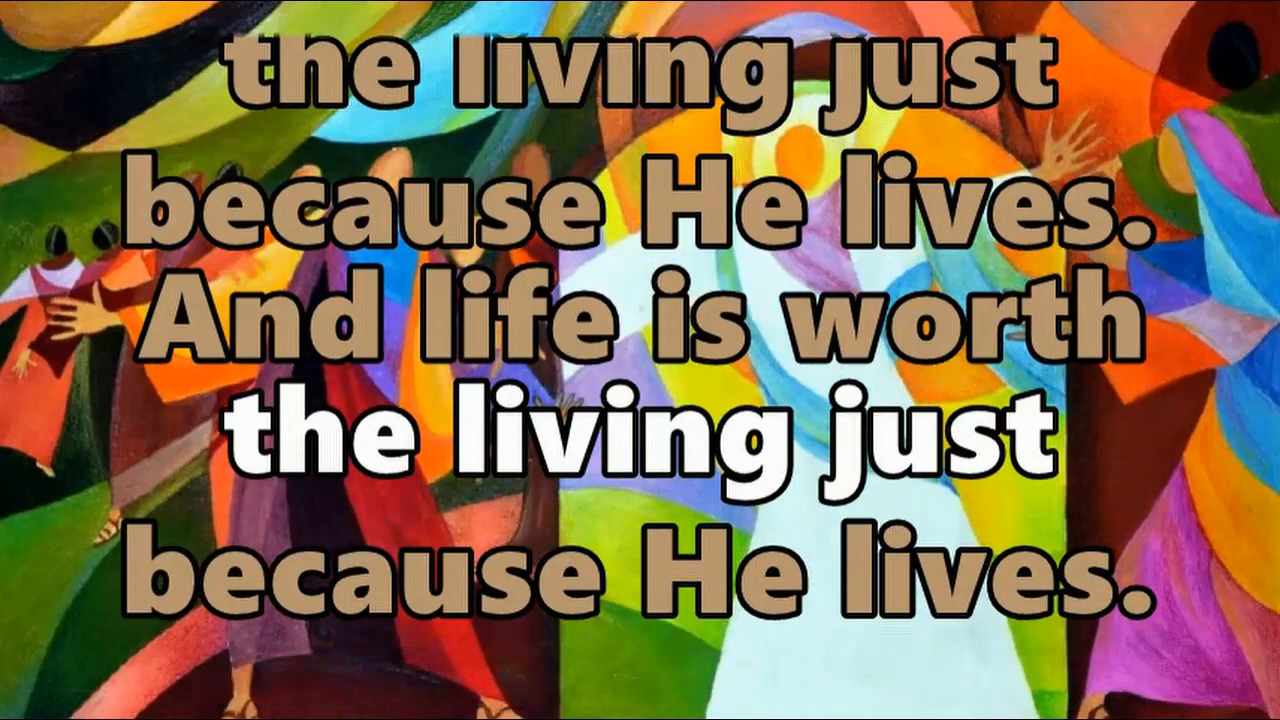 the living just
because He lives.
And life is worth
the living just
because He lives.